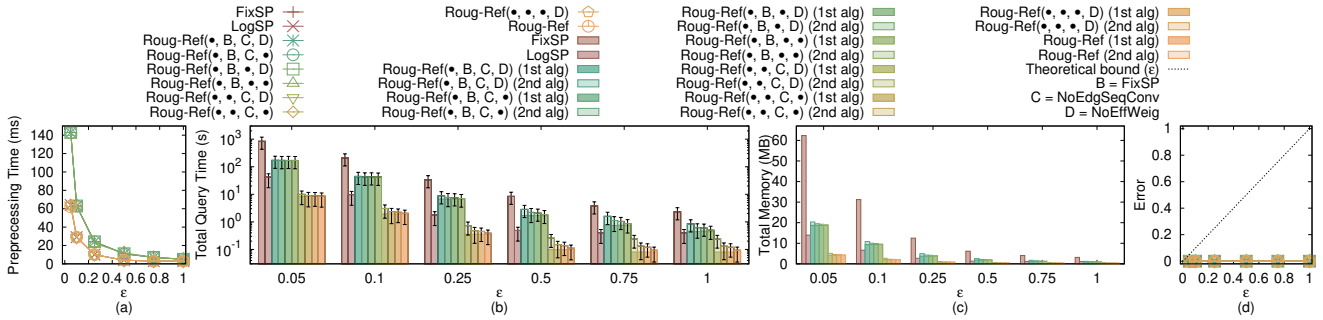 FixSP
LogSP
Roug-Ref(•, B, C, D)
Roug-Ref(•, B, C, •)
Roug-Ref(•, B, •, D)
Roug-Ref(•, B, •, •)
Roug-Ref(•, •, C, D)
Roug-Ref(•, •, C, •)
Roug-Ref(•, •, •, D)
Roug-Ref
FixSP
LogSP
Roug-Ref(•, B, C, D) (1st alg)
Roug-Ref(•, B, C, D) (2nd alg)
Roug-Ref(•, B, C, •) (1st alg)
Roug-Ref(•, B, C, •) (2nd alg)
Roug-Ref(•, B, •, D) (1st alg)
Roug-Ref(•, B, •, D) (2nd alg)
Roug-Ref(•, B, •, •) (1st alg)
Roug-Ref(•, B, •, •) (2nd alg)
Roug-Ref(•, •, C, D) (1st alg)
Roug-Ref(•, •, C, D) (2nd alg)
Roug-Ref(•, •, C, •) (1st alg)
Roug-Ref(•, •, C, •) (2nd alg)
Roug-Ref(•, •, •, D) (1st alg)
Roug-Ref(•, •, •, D) (2nd alg)
Roug-Ref (1st alg)
Roug-Ref (2nd alg)
Theoretical bound (ε)
B = FixSP
C = NoEdgSeqConv
D = NoEffWeig
Preprecessing Time (ms)
140
120
100
80
60
40
20
0
0 0.2 0.4 0.6 0.8 1
ε
(a)
Total Query Time (s)
10³
10²
10¹
10⁰
10⁻¹
0.05 0.1 0.25 0.5 0.75 1
ε
(b)
Total Memory (MB)
60
50
40
30
20
10
0
0.05 0.1 0.25 0.5 0.75 1
ε
(c)
Error
1
0.8
0.6
0.4
0.2
0
0 0.2 0.4 0.6 0.8 1
ε
(d)